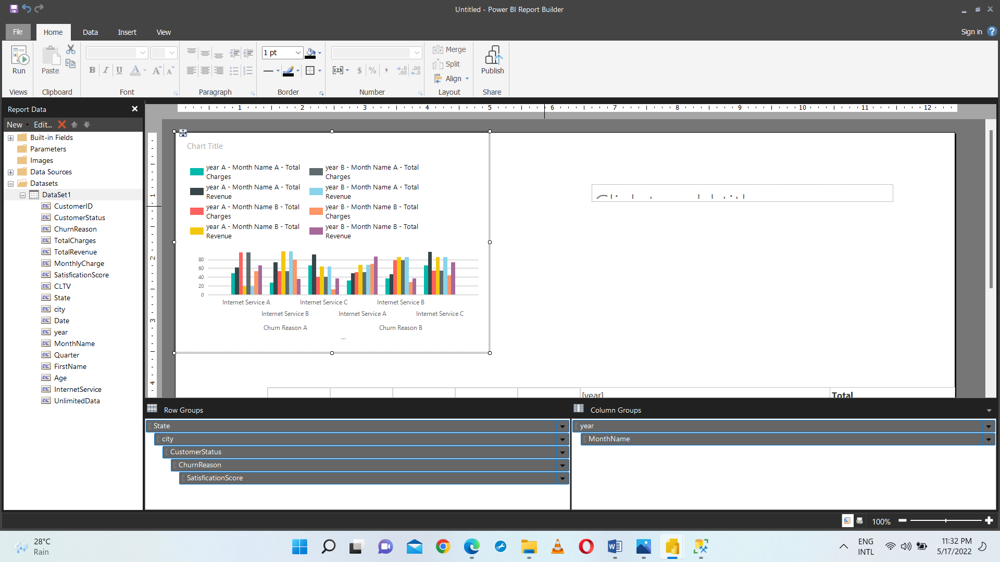 Untitled - Power BI Report Builder
File
Home
Data
Insert
View
Sign in
Run
Paste
1 pt
B I U A A A
Merge
Split
Align
Publish
$ % ,
Views
Clipboard
Font
Paragraph
Border
Number
Layout
Share
Report Data
New
Edit...
Built-in Fields
Parameters
Images
Data Sources
Datasets
DataSet1
CustomerID
CustomerStatus
ChurnReason
TotalCharges
TotalRevenue
MonthlyCharge
SatisficationScore
CLTV
State
city
Date
year
MonthName
Quarter
FirstName
Age
InternetService
UnlimitedData
1 2 3 4 5 6 7 8 9 10 11 12
1
2
3
4
Chart Title
year A - Month Name A - Total
Charges
year B - Month Name A - Total
Charges
year A - Month Name A - Total
Revenue
year B - Month Name A - Total
Revenue
year A - Month Name B - Total
Charges
year B - Month Name B - Total
Charges
year A - Month Name B - Total
Revenue
year B - Month Name B - Total
Revenue
80
60
40
20
0
Internet Service A
Internet Service C
Internet Service B
Internet Service B
Internet Service A
Internet Service C
Churn Reason A
Churn Reason B
...
[year]
Total
Row Groups
State
city
CustomerStatus
ChurnReason
SatisficationScore
Column Groups
year
MonthName
100%
28°C
Rain
ENG
INTL
11:32 PM
5/17/2022